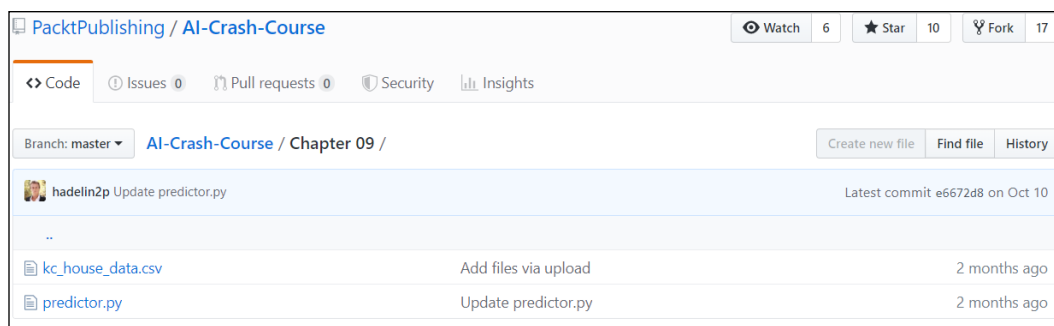 PacktPublishing / AI-Crash-Course Watch 6 Star 10 Fork 17
Code Issues 0 Pull requests 0 Security Insights
Branch: master AI-Crash-Course / Chapter 09 / Create new file Find file History
hadelin2p Update predictor.py Latest commit e6672d8 on Oct 10
..
kc_house_data.csv Add files via upload 2 months ago
predictor.py Update predictor.py 2 months ago